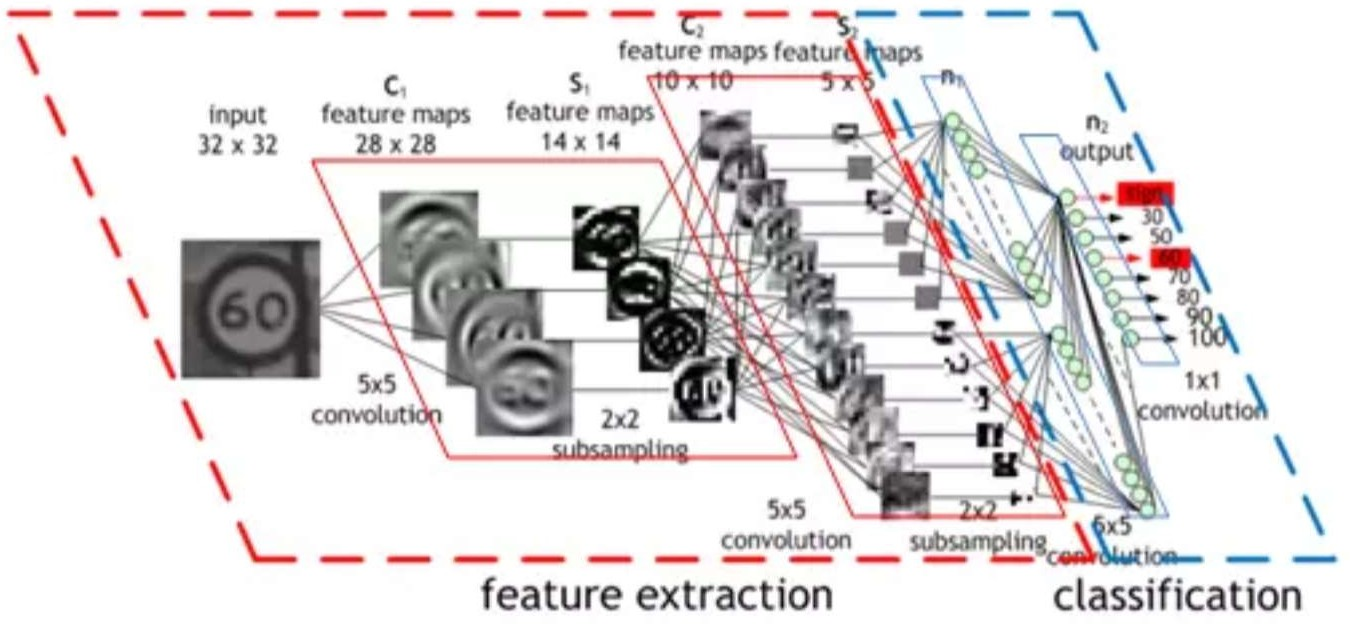 input
32 x 32
C₁
feature maps
28 x 28
S₁
feature maps
14 x 14
C₂
feature maps
10 x 10
S₂
feature maps
5 x 5
n₁
n₂
output
60
sign
30
50
60
70
80
90
100
5x5
convolution
2x2
subsampling
5x5
convolution
2x2
subsampling
5x5
convolution
1x1
convolution
feature extraction
classification